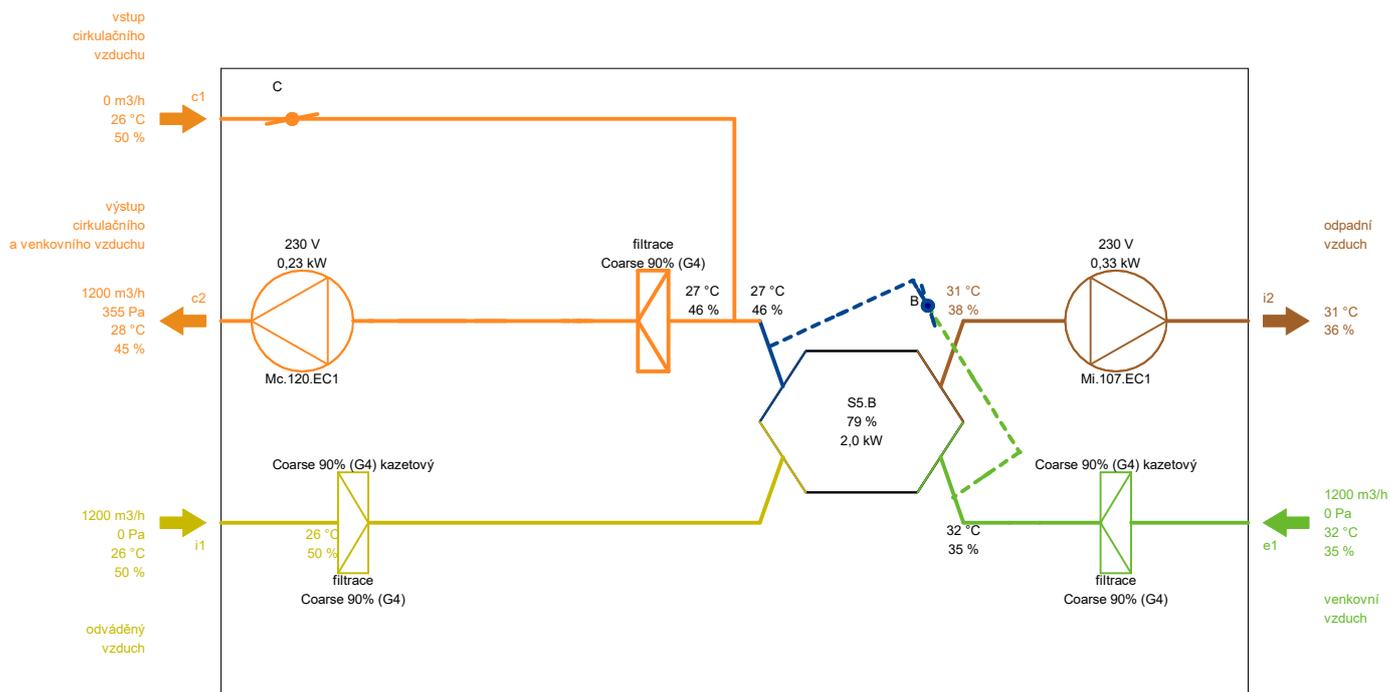 vstup
cirkulačního
vzduchu
C
c1
0 m3/h
26 °C
50 %
výstup
cirkulačního
a venkovního vzduchu
c2
1200 m3/h
355 Pa
28 °C
45 %
230 V
0,23 kW
Mc.120.EC1
filtrace
Coarse 90% (G4)
27 °C
46 %
27 °C
46 %
B
31 °C
38 %
230 V
0,33 kW
Mi.107.EC1
odpadní
vzduch
i2
31 °C
36 %
S5.B
79 %
2,0 kW
Coarse 90% (G4) kazetový
1200 m3/h
0 Pa
26 °C
50 %
i1
26 °C
50 %
filtrace
Coarse 90% (G4)
odváděný
vzduch
32 °C
35 %
Coarse 90% (G4) kazetový
filtrace
Coarse 90% (G4)
e1
1200 m3/h
0 Pa
32 °C
35 %
venkovní
vzduch